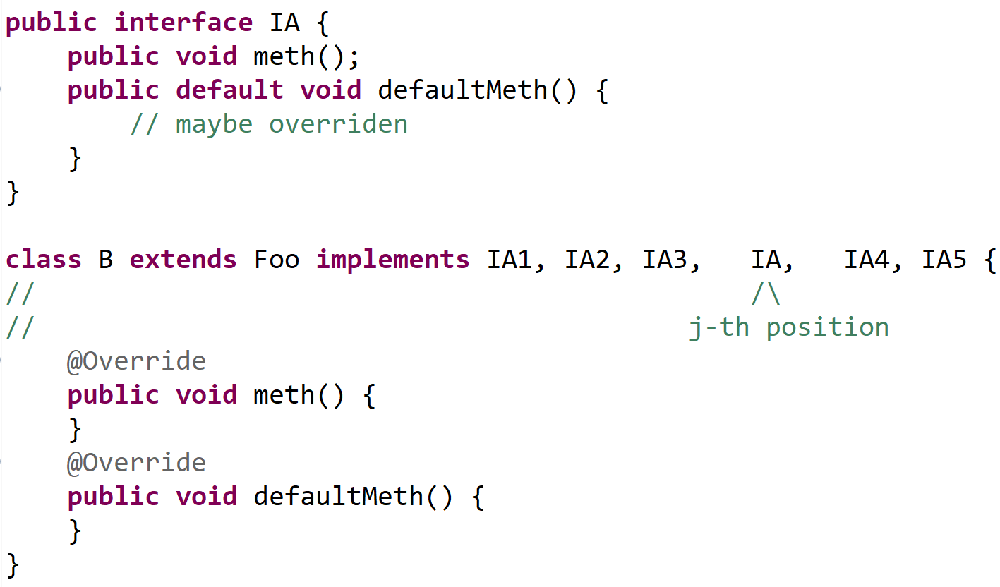 public interface IA {
    public void meth();
    public default void defaultMeth() {
        // maybe overriden
    }
}

class B extends Foo implements IA1, IA2, IA3,   IA,   IA4, IA5 {
//                                              /\
//                                          j-th position
    @Override
    public void meth() {
    }
    @Override
    public void defaultMeth() {
    }
}